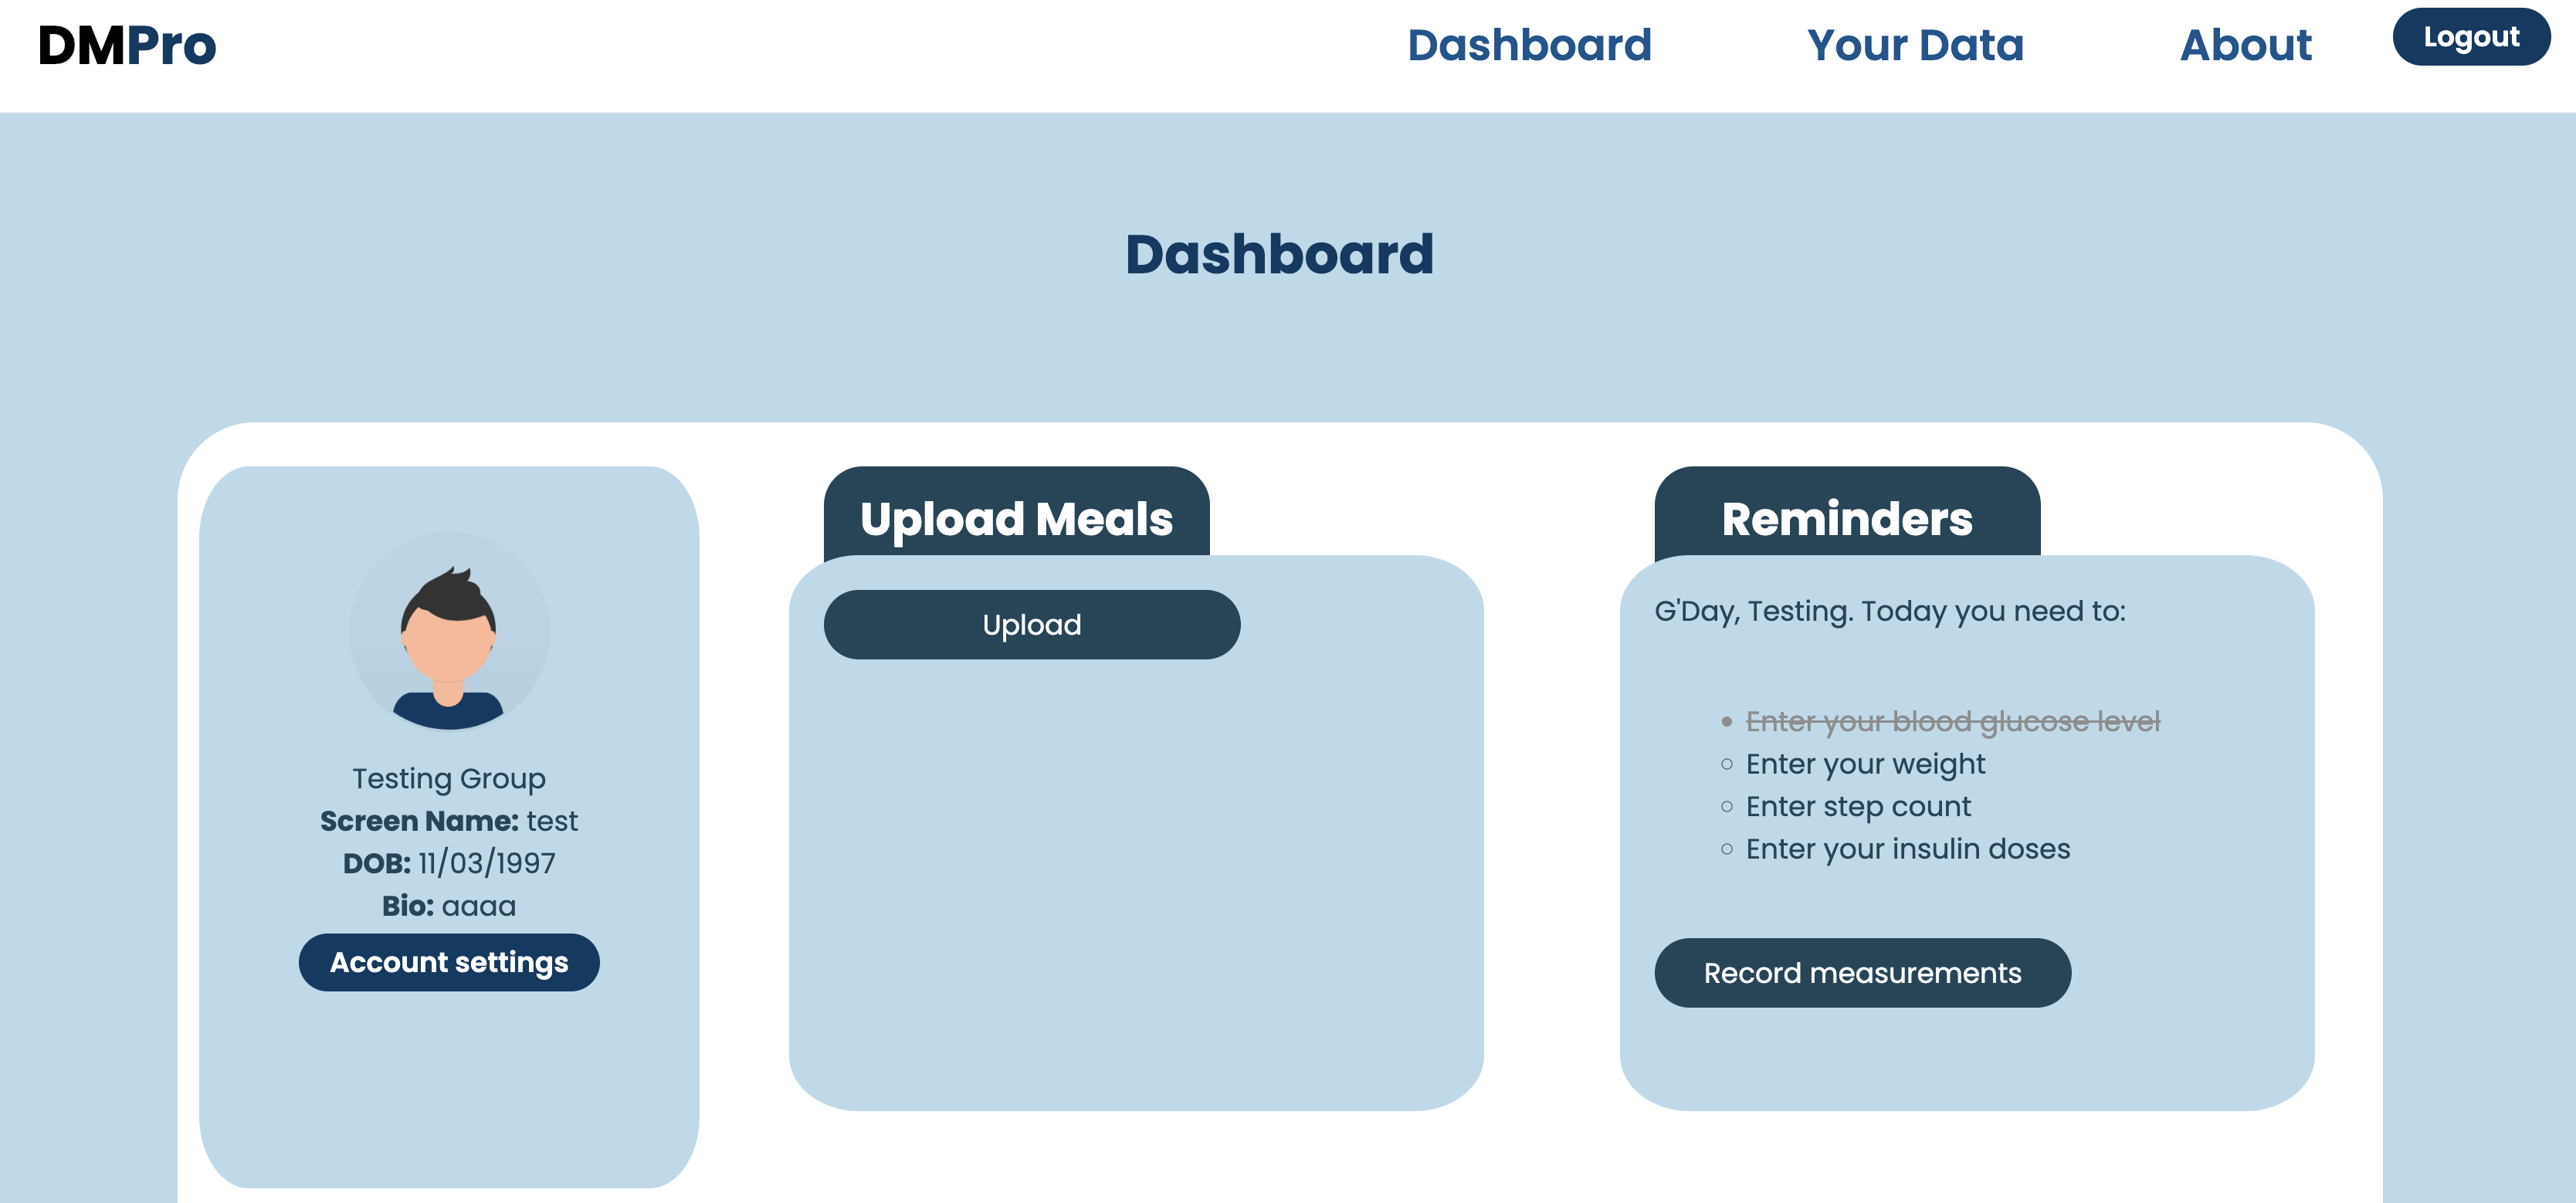 DMPro
Dashboard
Your Data
About
Logout
Dashboard
Testing Group
Screen Name: test
DOB: 11/03/1997
Bio: aaaa
Account settings
Upload Meals
Upload
Reminders
G'Day, Testing. Today you need to:
Enter your blood glucose level
Enter your weight
Enter step count
Enter your insulin doses
Record measurements